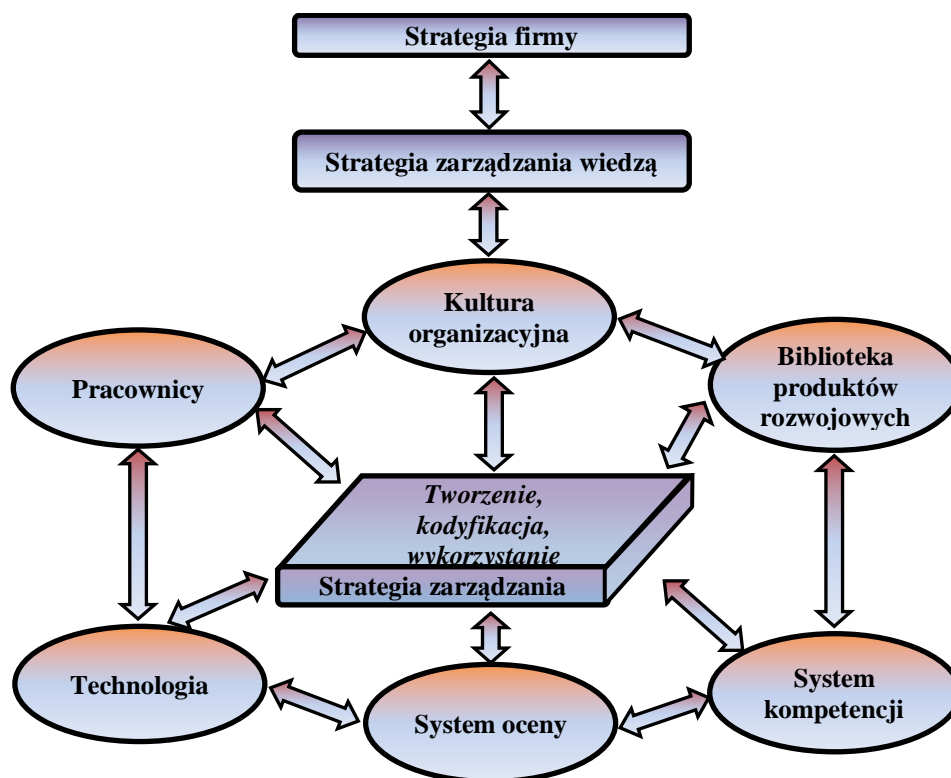 Strategia firmy
Strategia zarządzania wiedzą
Kultura
organizacyjna
Pracownicy
Biblioteka
produktów
rozwojowych
Tworzenie,
kodyfikacja,
wykorzystanie
Strategia zarządzania
Technologia
System oceny
System
kompetencji